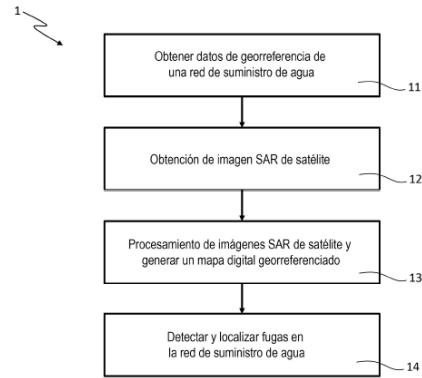 1
Obtener datos de georreferencia de
una red de suministro de agua
11
Obtención de imagen SAR de satélite
12
Procesamiento de imágenes SAR de satélite y
generar un mapa digital georreferenciado
13
Detectar y localizar fugas en
la red de suministro de agua
14